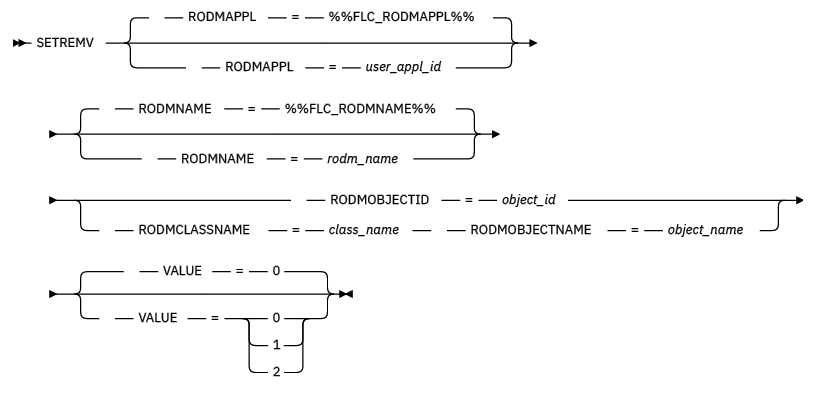 RODMAPPL = %%FLC_RODMAPPL%%
SETREMV
RODMAPPL = user_appl_id
RODMNAME = %%FLC_RODMNAME%%
RODMNAME = rodm_name
RODMOBJECTID = object_id
RODMCLASSNAME = class_name RODMOBJECTNAME = object_name
VALUE = 0
VALUE = 0
1
2